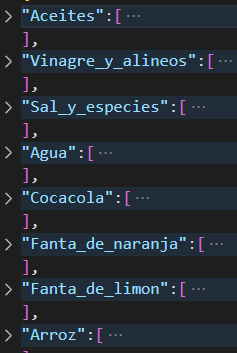 "Aceites":[ ···
],
"Vinagre_y_alineos":[ ···
],
"Sal_y_especies":[ ···
],
"Agua":[ ···
],
"Cocacola":[ ···
],
"Fanta_de_naranja":[ ···
],
"Fanta_de_limon":[ ···
],
"Arroz":[ ···
],